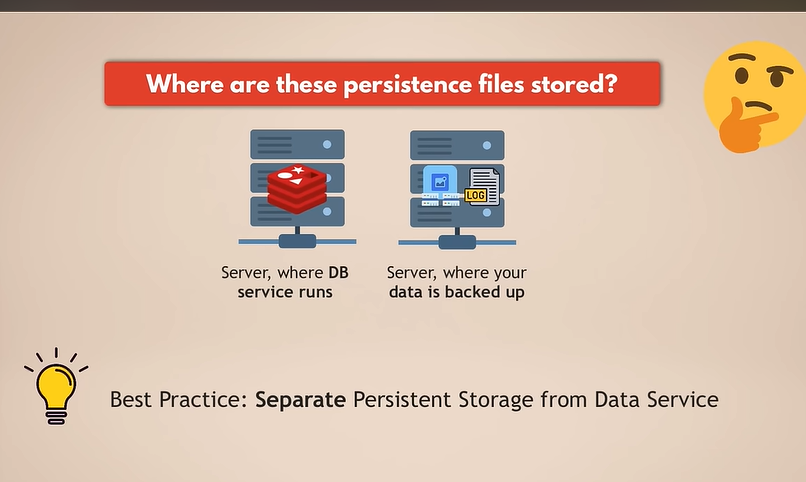 Where are these persistence files stored?
LOG
Server, where DB
service runs
Server, where your
data is backed up
Best Practice: Separate Persistent Storage from Data Service